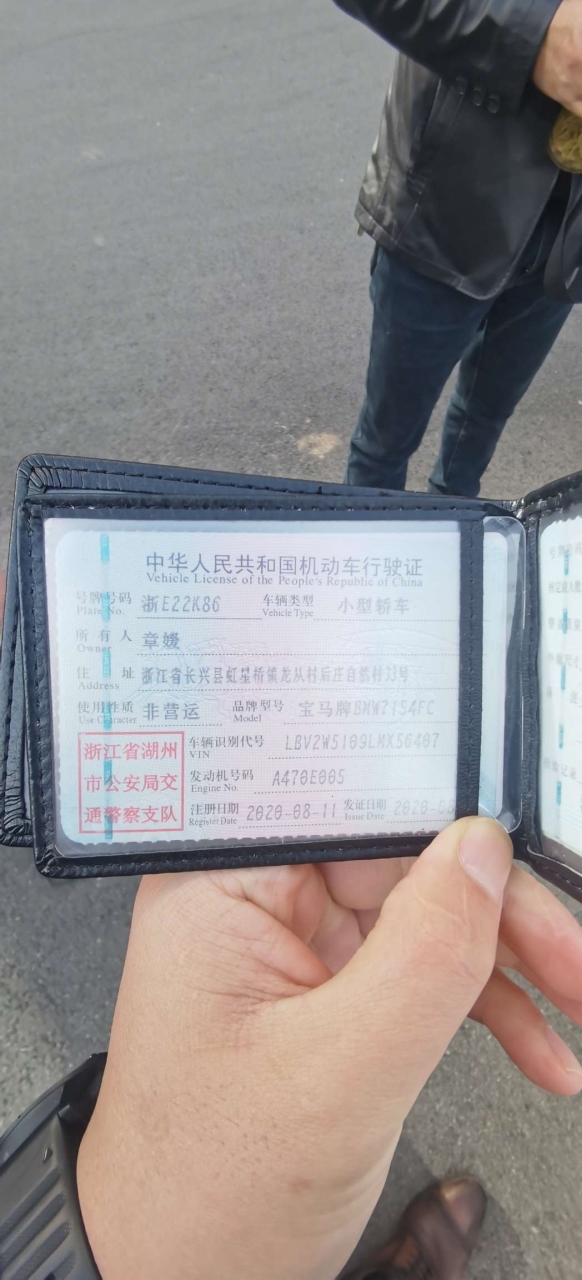 中华人民共和国机动车行驶证
Vehicle License of the People's Republic of China
号牌号码 Plate No. 浙E22K86 车辆类型 Vehicle Type 小型轿车
所有人 Owner 章媛
住址 Address 浙江省长兴县虹星桥镇龙从村后庄自然村33号
使用性质 Use Character 非营运 品牌型号 Model 宝马牌BMW7154FC
浙江省湖州
市公安局交
通警察支队
车辆识别代号 VIN LBV2W5109LMX56407
发动机号码 Engine No. A470E005
注册日期 Register Date 2020-08-11 发证日期 Issue Date 2020-08